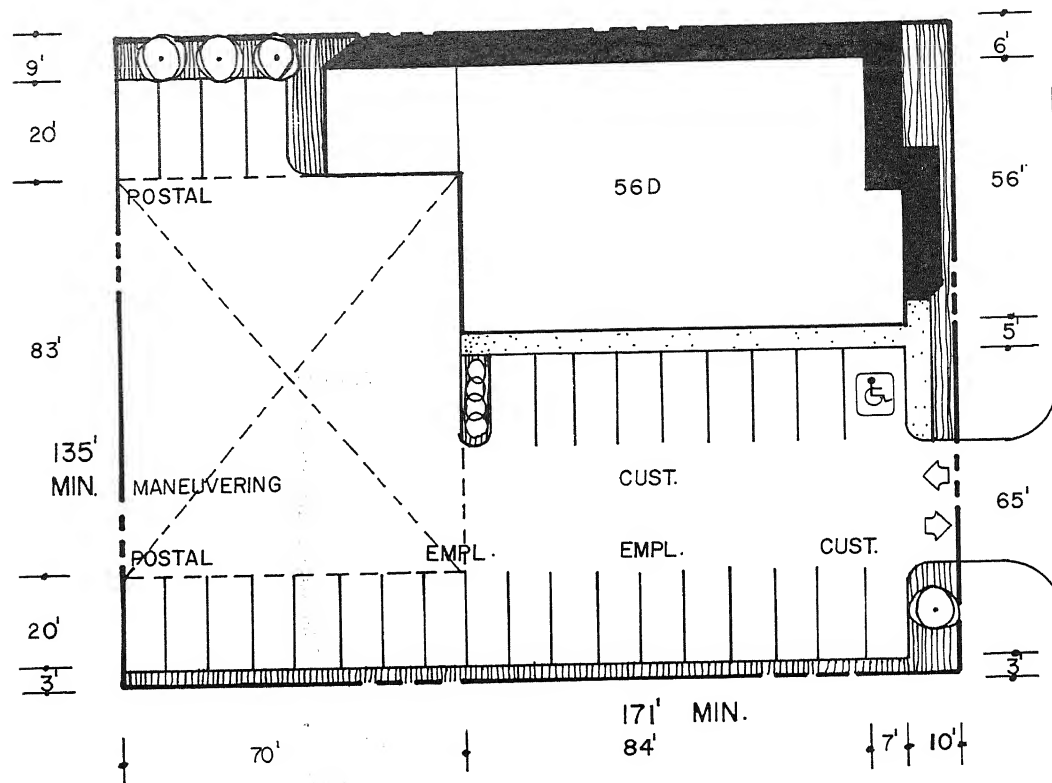 9'
6'
20'
POSTAL
56D
56'
83'
5'
135'
MIN.
MANEUVERING
CUST.
65'
POSTAL
EMPL.
EMPL.
CUST.
20'
3'
3'
171' MIN.
70'
84'
7'
10'